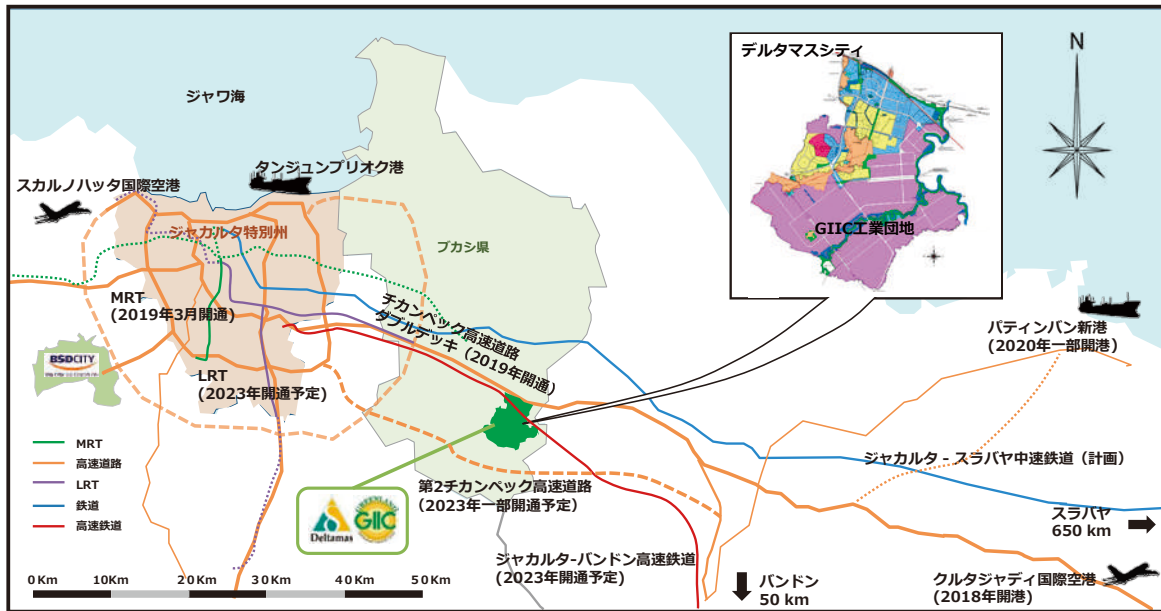 デルタマスシティ
GIIC工業団地
N
ジャワ海
タンジュンプリオク港
スカルノハッタ国際空港
ジャカルタ特別州
ブカシ県
MRT
(2019年3月開通)
チカンペック高速道路
ダブルデッキ（2019年開通）
パティンバン新港
(2020年一部開港)
BSDCITY
LRT
(2023年開通予定)
MRT
高速道路
LRT
鉄道
高速鉄道
ジャカルタ - スラバヤ中速鉄道（計画）
第2チカンペック高速道路
(2023年一部開通予定)
Deltamas
GREENLAND
GIIC
スラバヤ
650 km
ジャカルタ-バンドン高速鉄道
(2023年開通予定)
バンドン
50 km
クルタジャディ国際空港
(2018年開港)
0 Km 10Km 20 Km 30 Km 40 Km 50 Km